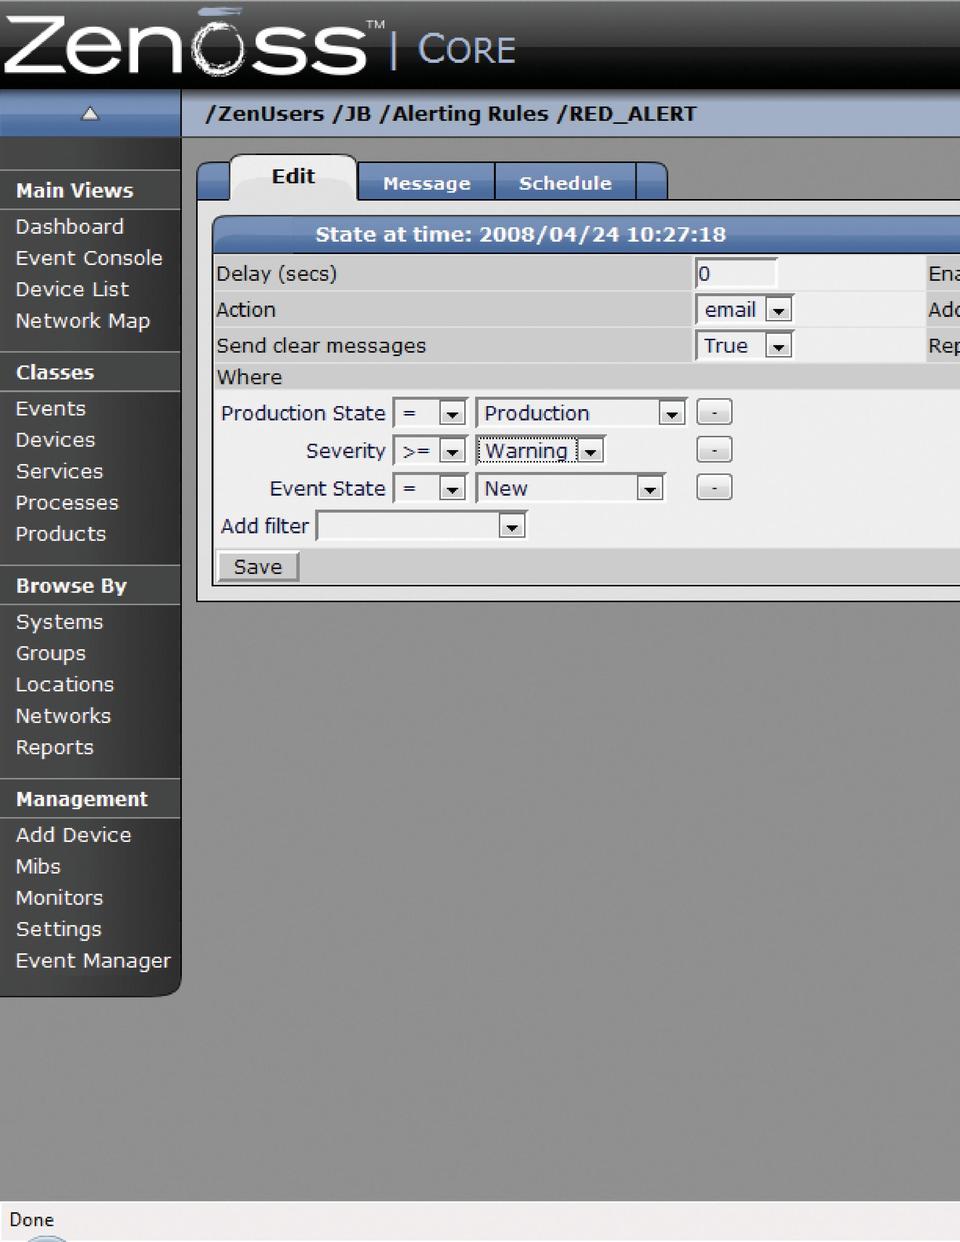 Zenoss™ | Core
/ZenUsers /JB /Alerting Rules /RED_ALERT
Edit Message Schedule
State at time: 2008/04/24 10:27:18
Delay (secs) 0 Ena
Action email Add
Send clear messages True Rep
Where
Production State = Production -
Severity >= Warning -
Event State = New -
Add filter
Save
Main Views
Dashboard
Event Console
Device List
Network Map
Classes
Events
Devices
Services
Processes
Products
Browse By
Systems
Groups
Locations
Networks
Reports
Management
Add Device
Mibs
Monitors
Settings
Event Manager
Done